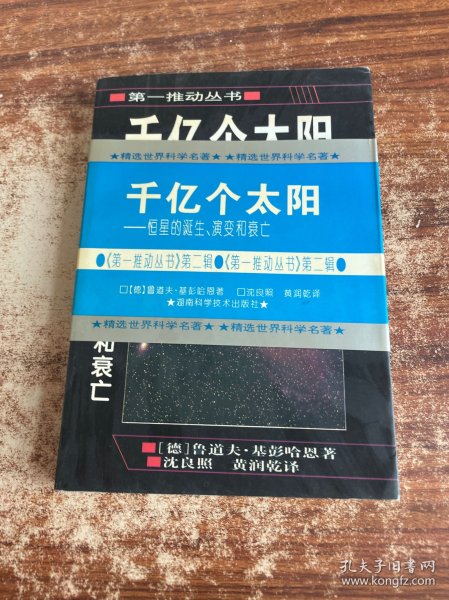 第一推动丛书
千亿个太阳
★精选世界科学名著★ ★精选世界科学名著★
千亿个太阳
——恒星的诞生、演变和衰亡
●《第一推动丛书》第二辑●《第一推动丛书》第二辑●
□[德]鲁道夫·基彭哈恩著 □沈良照 黄润乾译
★湖南科学技术出版社★
★精选世界科学名著★ ★精选世界科学名著★
和衰亡
[德]鲁道夫·基彭哈恩著
沈良照 黄润乾译
孔夫子旧书网
www.kongfz.com